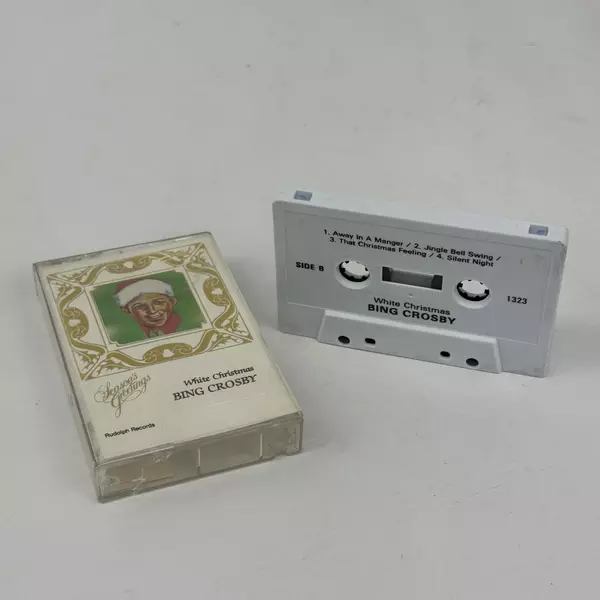 Season's
Greetings
White Christmas
BING CROSBY
Rudolph Records
1. Away In A Manger / 2. Jingle Bell Swing /
3. That Christmas Feeling / 4. Silent Night
SIDE B
1323
White Christmas
BING CROSBY